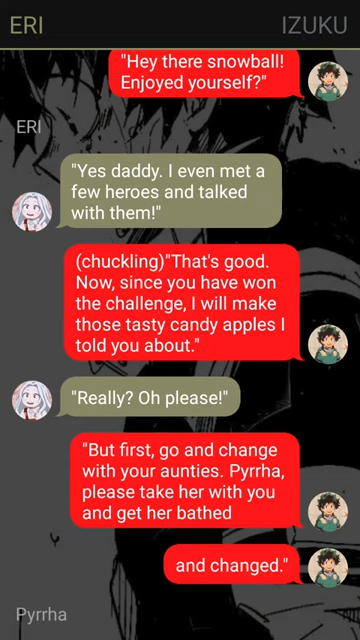 ERI
IZUKU
"Hey there snowball!
Enjoyed yourself?"
ERI
"Yes daddy. I even met a
few heroes and talked
with them!"
(chuckling)"That's good.
Now, since you have won
the challenge, I will make
those tasty candy apples I
told you about."
"Really? Oh please!"
"But first, go and change
with your aunties. Pyrrha,
please take her with you
and get her bathed
and changed."
Pyrrha